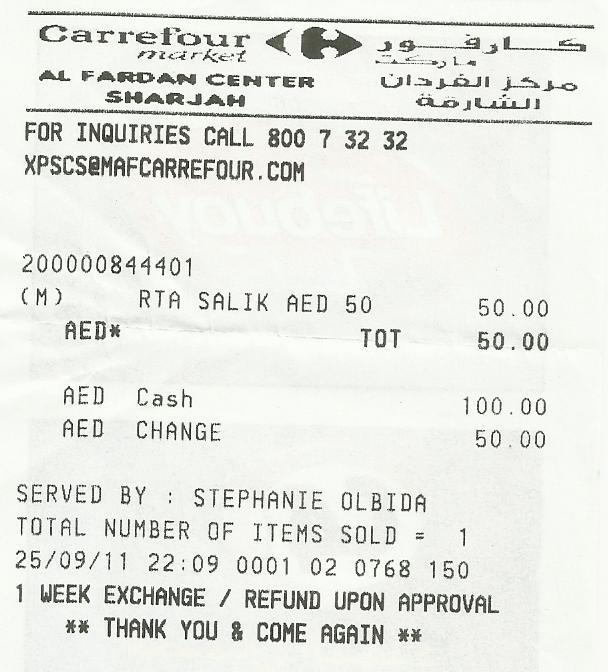 Carrefour كارفور
market ماركت
AL FARDAN CENTER مركز الفردان
SHARJAH الشارقة
FOR INQUIRIES CALL 800 7 32 32
XPSCS@MAFCARREFOUR.COM
Lifebuoy
200000844401
(M) RTA SALIK AED 50 50.00
AED* TOT 50.00
AED Cash 100.00
AED CHANGE 50.00
SERVED BY : STEPHANIE OLBIDA
TOTAL NUMBER OF ITEMS SOLD = 1
25/09/11 22:09 0001 02 0768 150
1 WEEK EXCHANGE / REFUND UPON APPROVAL
** THANK YOU & COME AGAIN **